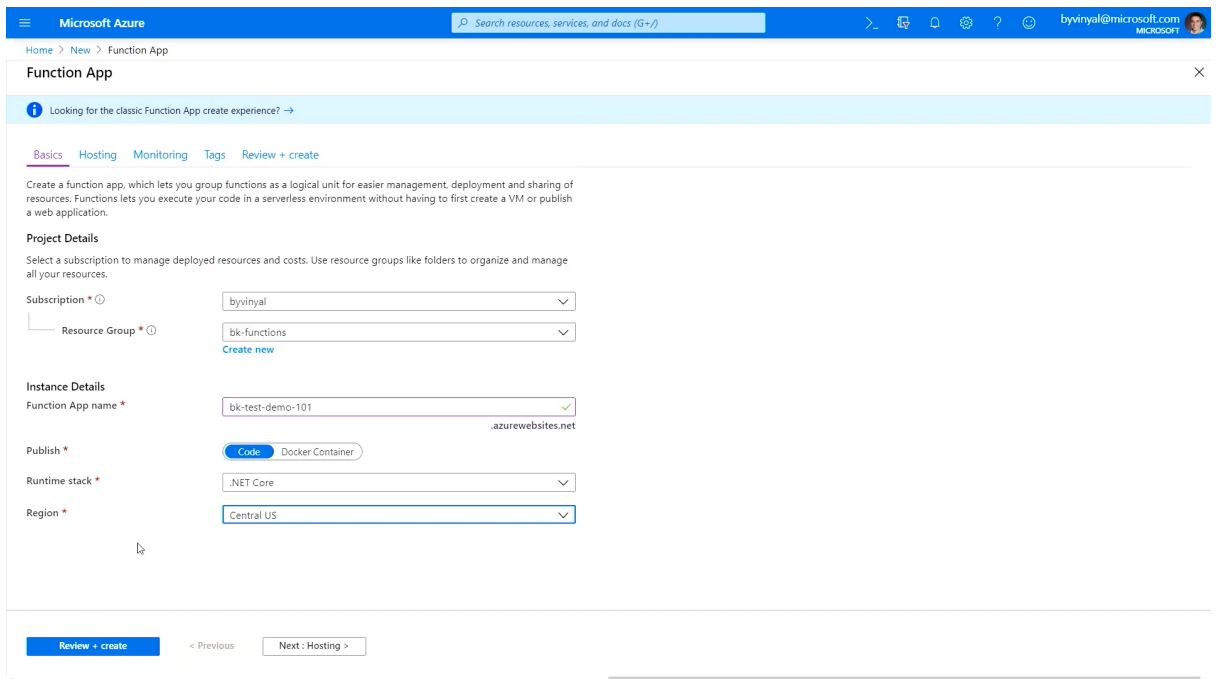 Microsoft Azure
Search resources, services, and docs (G+/)
byvinyal@microsoft.com
MICROSOFT
Home > New > Function App
Function App
Looking for the classic Function App create experience? →
Basics Hosting Monitoring Tags Review + create
Create a function app, which lets you group functions as a logical unit for easier management, deployment and sharing of
resources. Functions lets you execute your code in a serverless environment without having to first create a VM or publish
a web application.
Project Details
Select a subscription to manage deployed resources and costs. Use resource groups like folders to organize and manage
all your resources.
Subscription *
byvinyal
Resource Group *
bk-functions
Create new
Instance Details
Function App name *
bk-test-demo-101
.azurewebsites.net
Publish *
Code Docker Container
Runtime stack *
.NET Core
Region *
Central US
Review + create
< Previous
Next : Hosting >